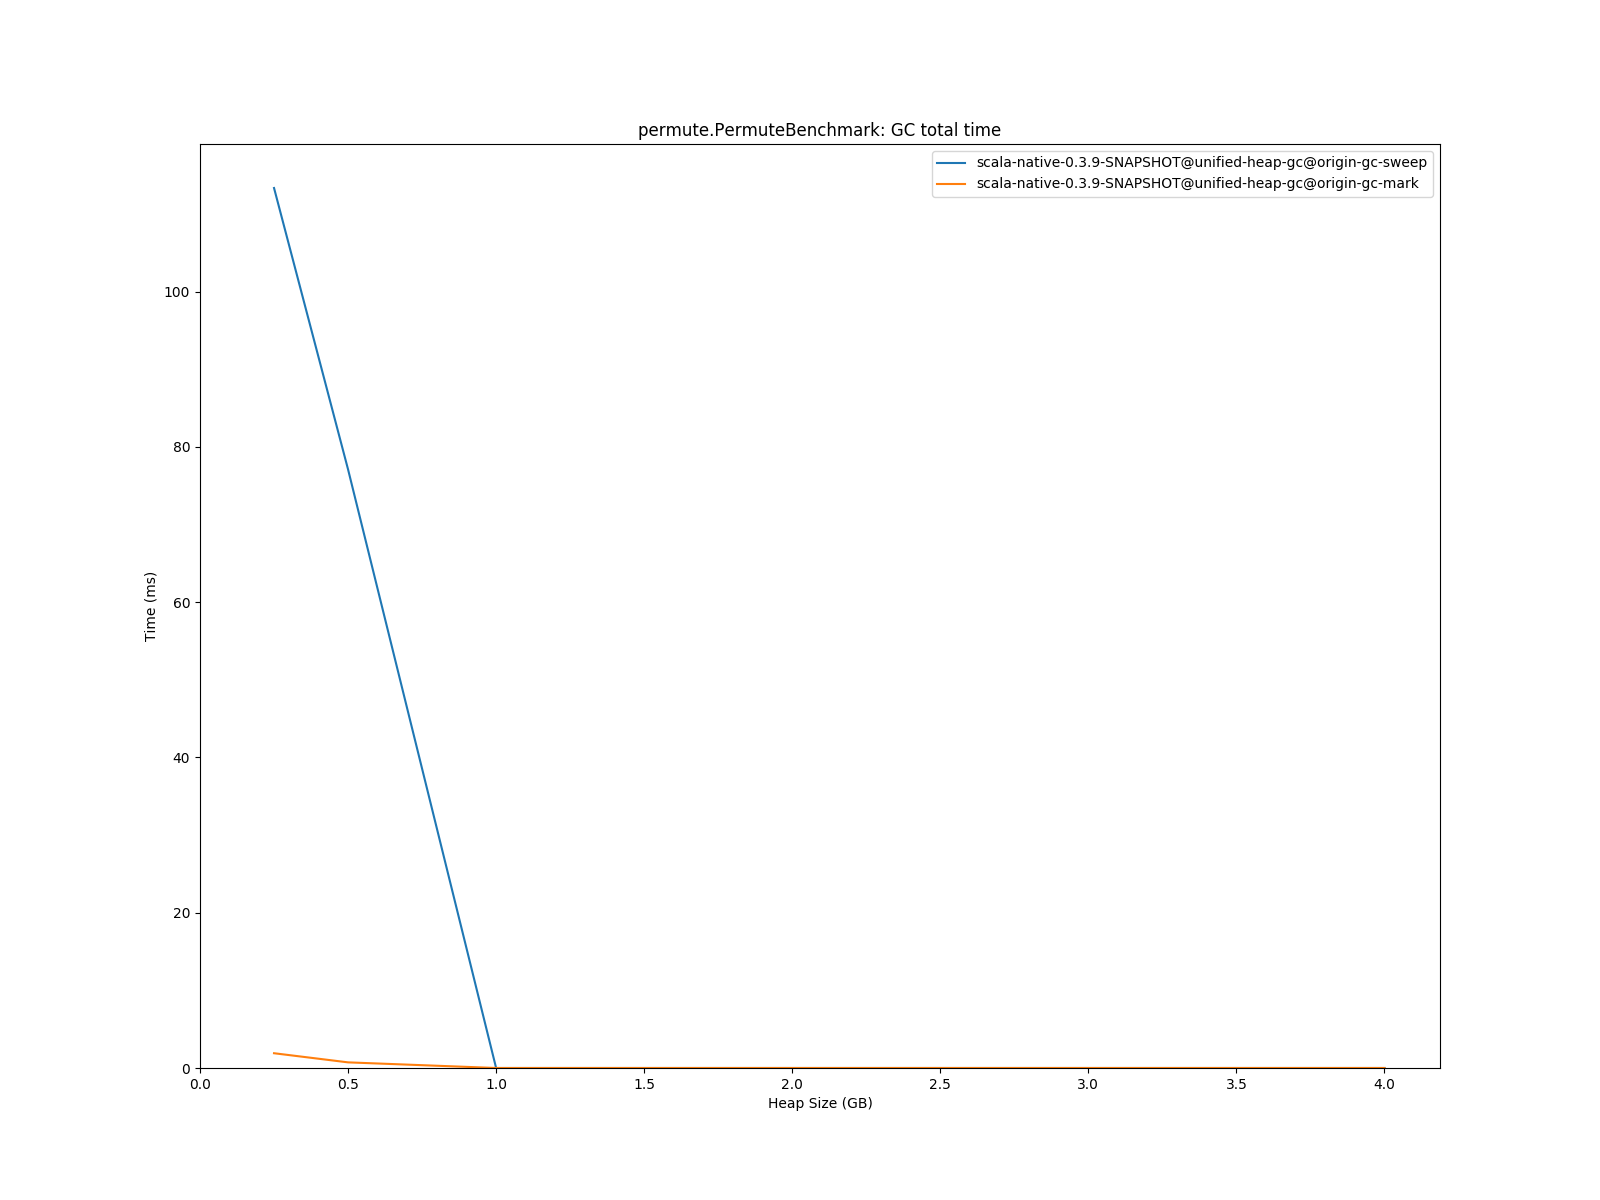 permute.PermuteBenchmark: GC total time
scala-native-0.3.9-SNAPSHOT@unified-heap-gc@origin-gc-sweep
scala-native-0.3.9-SNAPSHOT@unified-heap-gc@origin-gc-mark
100
80
60
40
20
0
Time (ms)
0.0 0.5 1.0 1.5 2.0 2.5 3.0 3.5 4.0
Heap Size (GB)